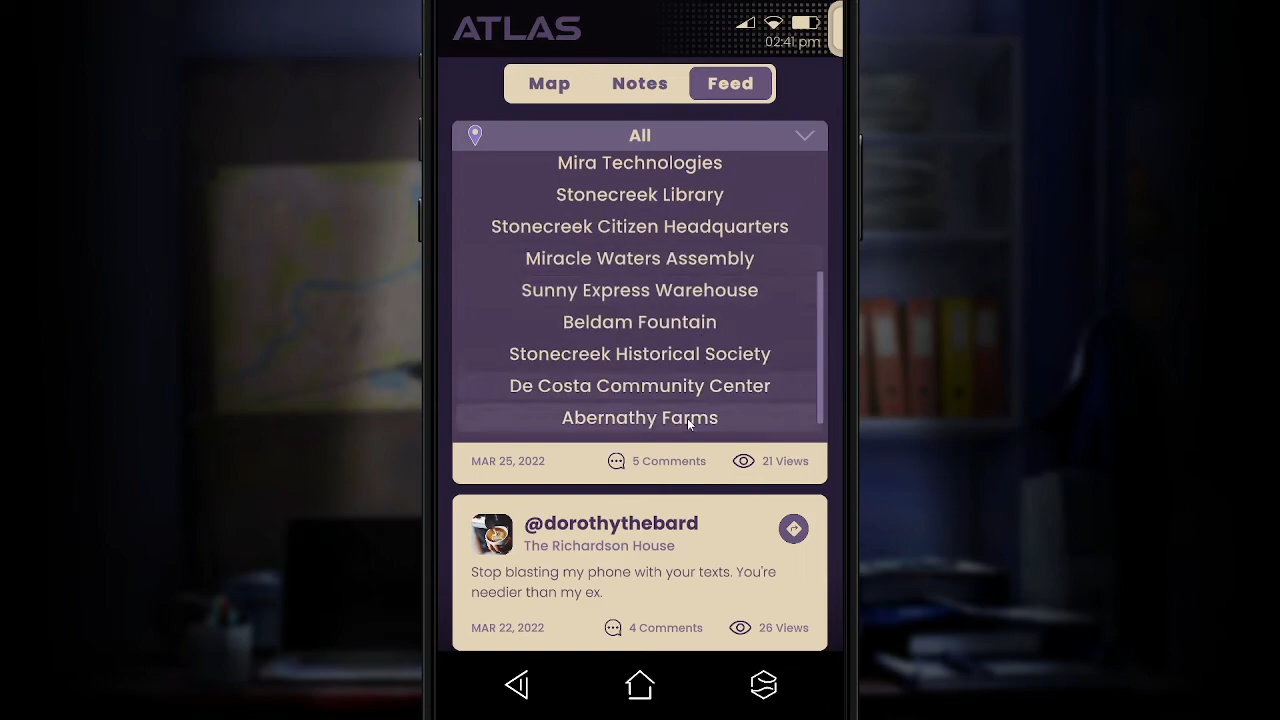 ATLAS
02:41 pm
Map Notes Feed
All
Mira Technologies
Stonecreek Library
Stonecreek Citizen Headquarters
Miracle Waters Assembly
Sunny Express Warehouse
Beldam Fountain
Stonecreek Historical Society
De Costa Community Center
Abernathy Farms
MAR 25, 2022 5 Comments 21 Views
@dorothythebard
The Richardson House
Stop blasting my phone with your texts. You're
needier than my ex.
MAR 22, 2022 4 Comments 26 Views